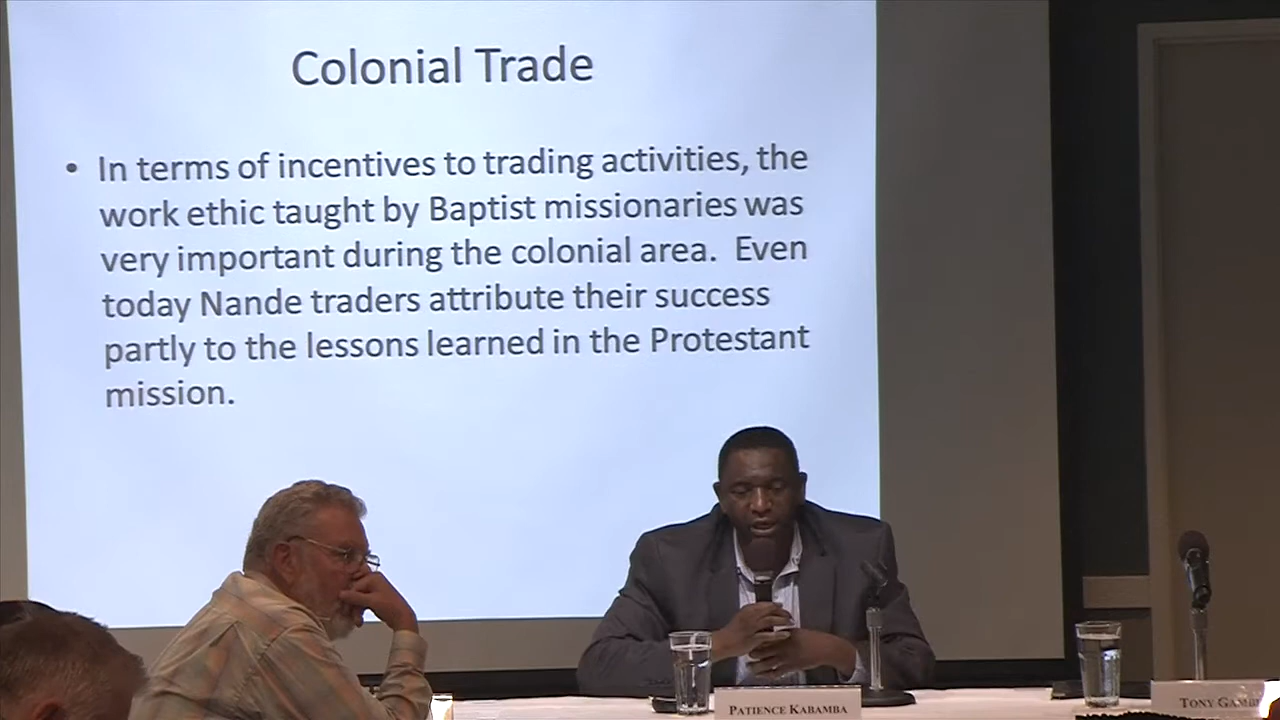 Colonial Trade
• In terms of incentives to trading activities, the
work ethic taught by Baptist missionaries was
very important during the colonial area. Even
today Nande traders attribute their success
partly to the lessons learned in the Protestant
mission.
PATIENCE KABAMBA
TONY